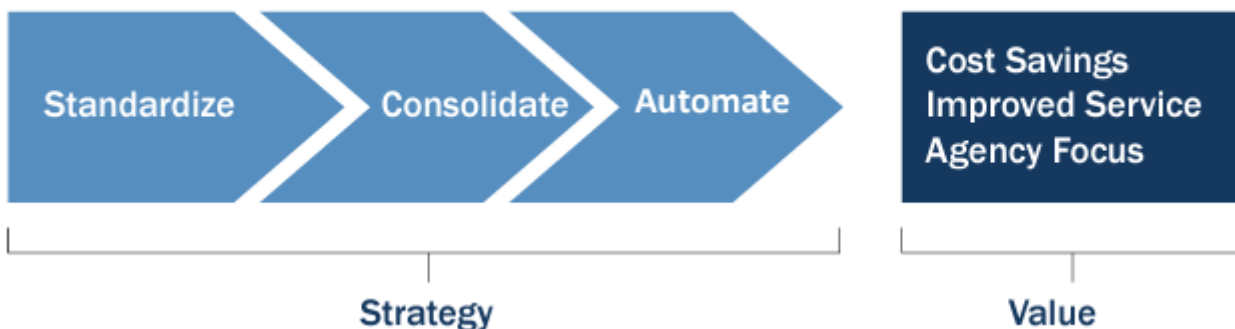 Standardize
Consolidate
Automate
Cost Savings
Improved Service
Agency Focus
Strategy
Value